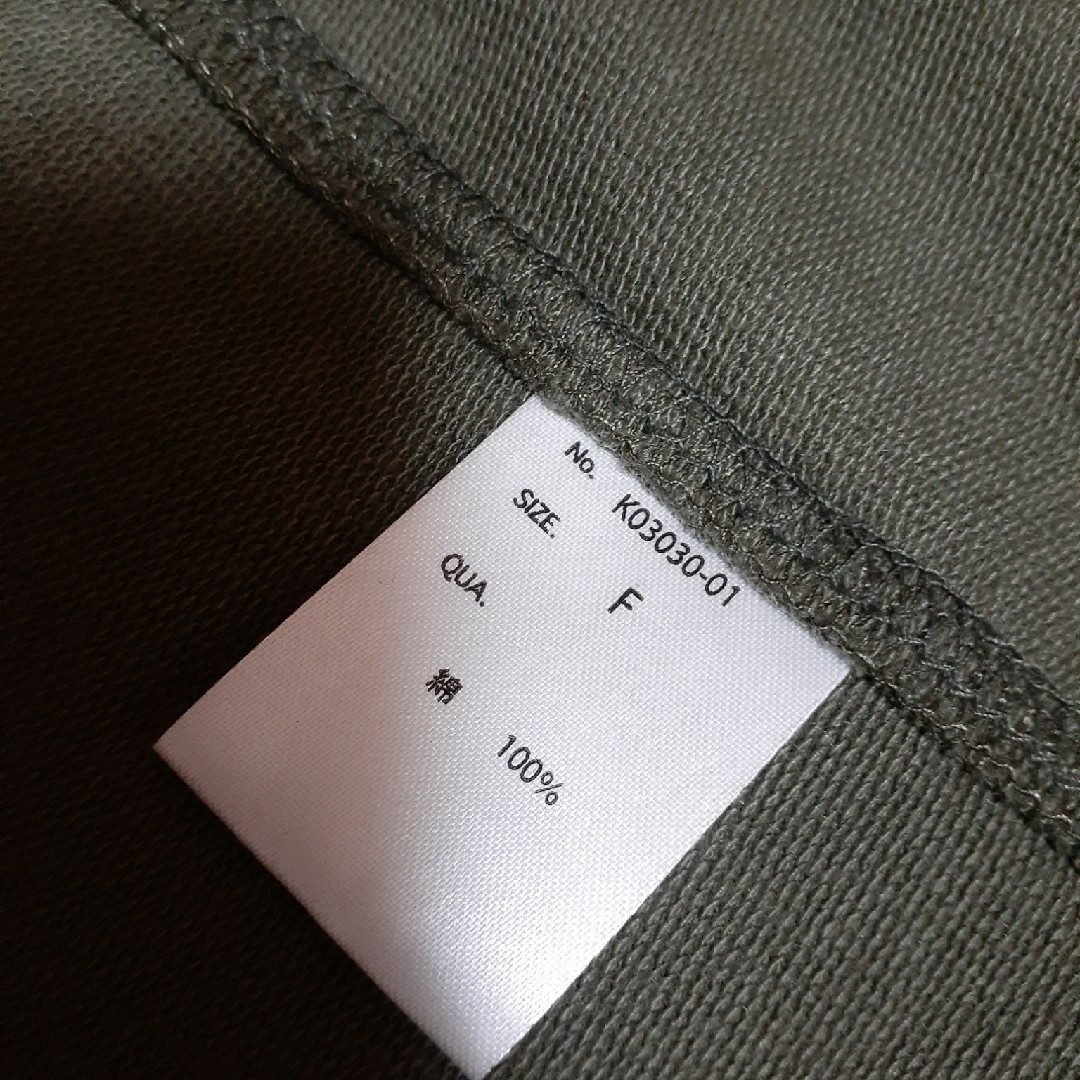 No. K03030-01
SIZE. F
QUA.
綿 100%